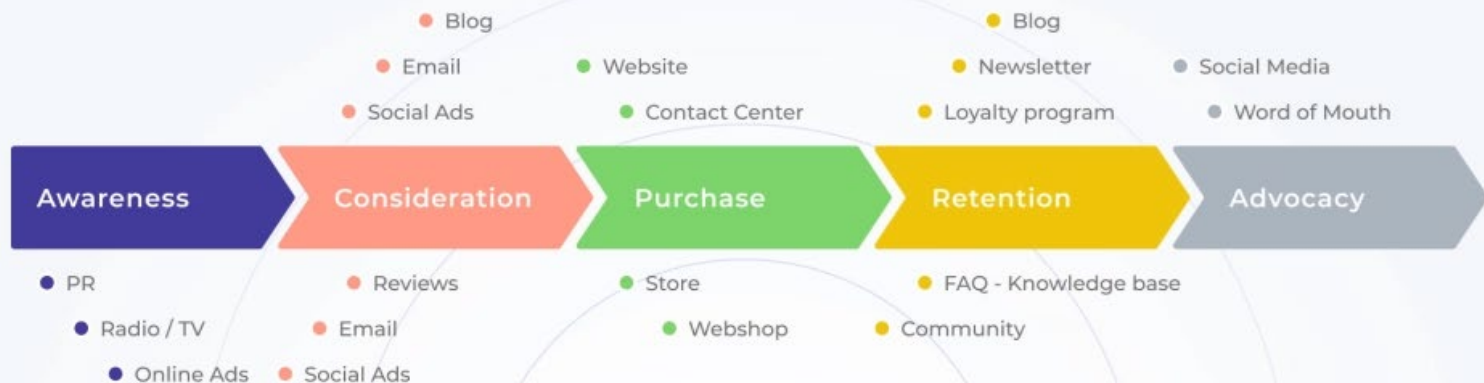 Blog
Blog
Email
Website
Newsletter
Social Media
Social Ads
Contact Center
Loyalty program
Word of Mouth
Awareness
Consideration
Purchase
Retention
Advocacy
PR
Reviews
Store
FAQ - Knowledge base
Radio / TV
Email
Webshop
Community
Online Ads
Social Ads